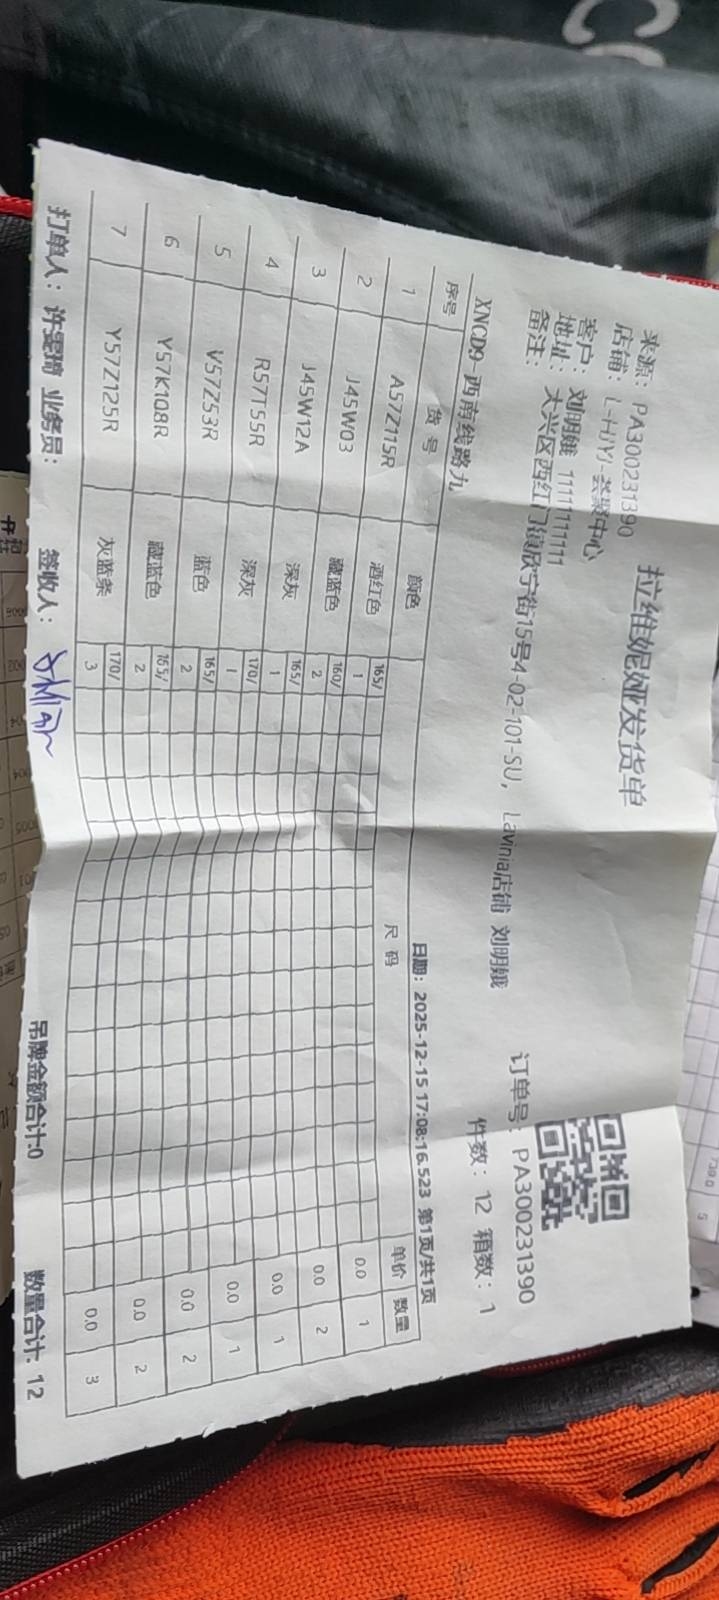 拉维妮娅发货单
来源：PA300231390
店铺：L-HJYJ-荟聚中心
客户：刘明娥 1111111111
地址：大兴区西红门镇欣宁街15号4-02-101-SU，Lavinia店铺 刘明娥
备注：
订单号：PA300231390
件数：12 箱数：1
XNCD9 西南线路九
日期：2025-12-15 17:08:16.523 第1页/共1页
序号 货号 颜色 尺码 单价 数量
1 A57Z115R 酒红色 165/ 1 0.0 1
2 J45W03 藏蓝色 160/ 2 0.0 2
3 J45W12A 深灰 165/ 1 0.0 1
4 R57T55R 深灰 170/ 1 0.0 1
5 V57Z53R 蓝色 165/ 2 0.0 2
6 Y57K108R 藏蓝色 165/ 2 0.0 2
7 Y57Z125R 灰蓝条 170/ 3 0.0 3
打单人：许雯琦 业务员： 签收人： 吊牌金额合计:0 数量合计: 12